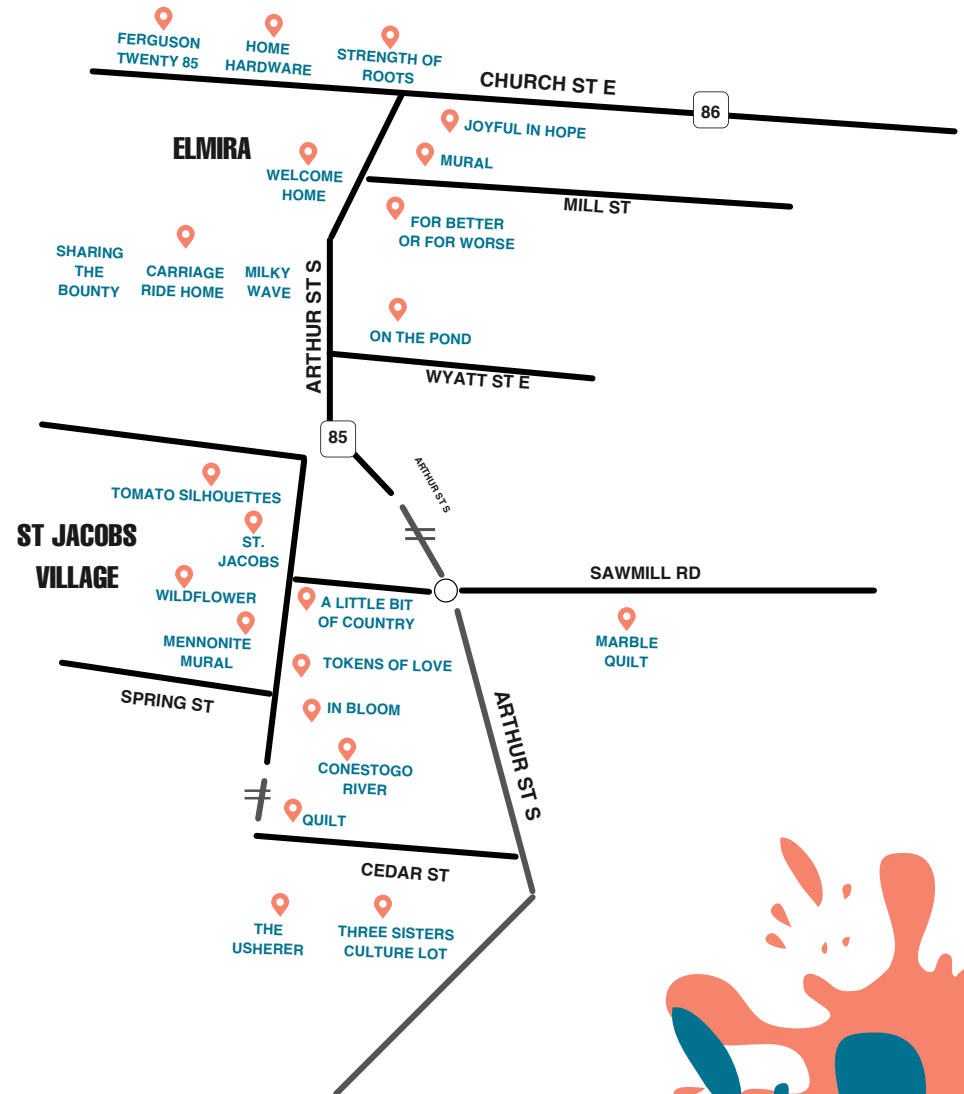 FERGUSON
TWENTY 85
HOME
HARDWARE
STRENGTH OF
ROOTS
CHURCH ST E
86
JOYFUL IN HOPE
ELMIRA
MURAL
WELCOME
HOME
MILL ST
FOR BETTER
OR FOR WORSE
SHARING
THE
BOUNTY
CARRIAGE
RIDE HOME
MILKY
WAVE
ARTHUR ST S
ON THE POND
WYATT ST E
85
ARTHUR ST S
TOMATO SILHOUETTES
ST JACOBS
VILLAGE
ST.
JACOBS
SAWMILL RD
WILDFLOWER
A LITTLE BIT
OF COUNTRY
MENNONITE
MURAL
MARBLE
QUILT
TOKENS OF LOVE
SPRING ST
IN BLOOM
ARTHUR ST S
CONESTOGO
RIVER
QUILT
CEDAR ST
THE
USHERER
THREE SISTERS
CULTURE LOT